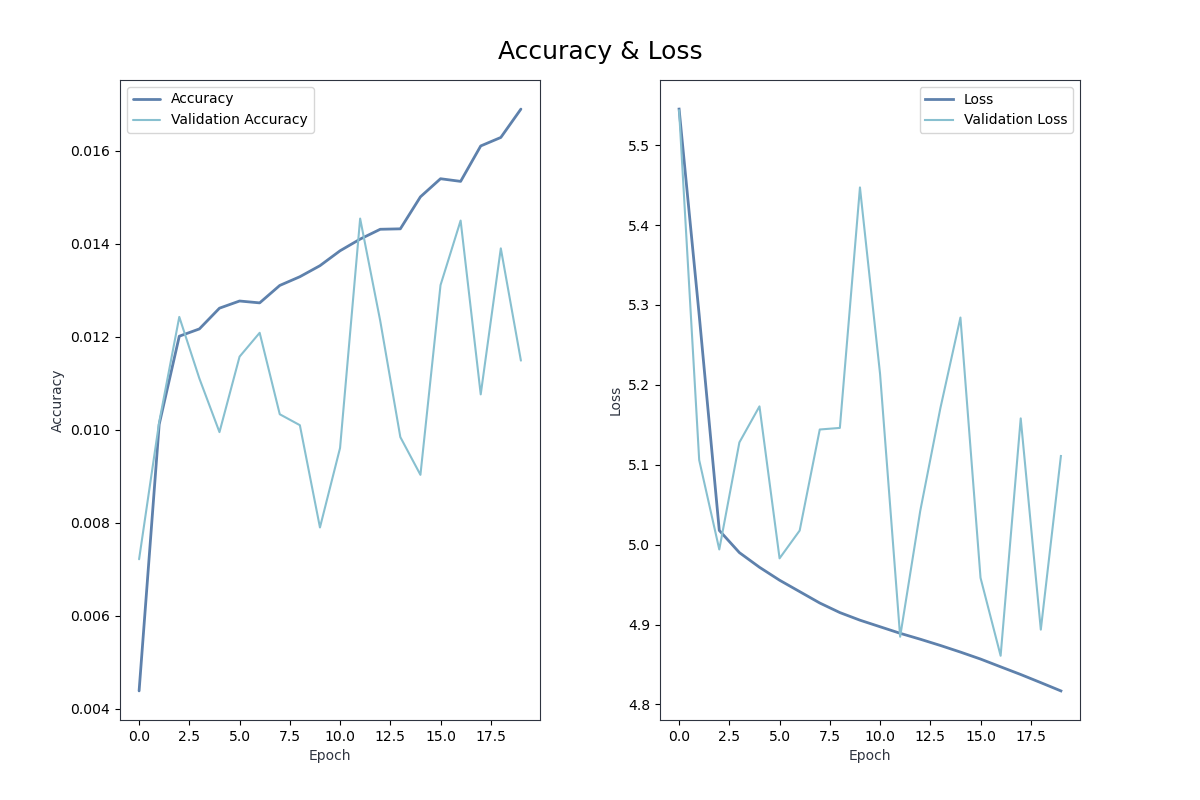 Accuracy & Loss
Accuracy
Validation Accuracy
0.016
0.014
0.012
0.010
0.008
0.006
0.004
Accuracy
0.0 2.5 5.0 7.5 10.0 12.5 15.0 17.5
Epoch
Loss
Validation Loss
5.5
5.4
5.3
5.2
5.1
5.0
4.9
4.8
Loss
0.0 2.5 5.0 7.5 10.0 12.5 15.0 17.5
Epoch